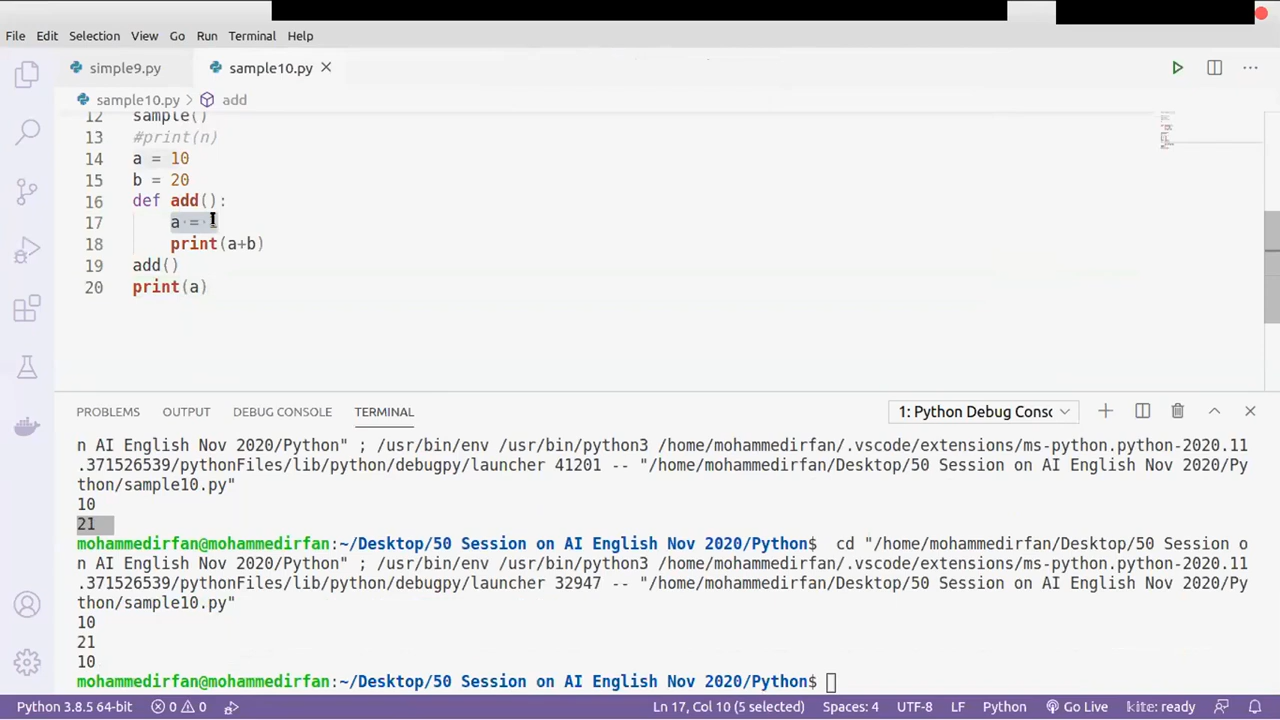 File Edit Selection View Go Run Terminal Help
simple9.py sample10.py
sample10.py > add
12 sample()
13 #print(n)
14 a = 10
15 b = 20
16 def add():
17 a =
18 print(a+b)
19 add()
20 print(a)
PROBLEMS OUTPUT DEBUG CONSOLE TERMINAL 1: Python Debug Consc
n AI English Nov 2020/Python" ; /usr/bin/env /usr/bin/python3 /home/mohammedirfan/.vscode/extensions/ms-python.python-2020.11
.371526539/pythonFiles/lib/python/debugpy/launcher 41201 -- "/home/mohammedirfan/Desktop/50 Session on AI English Nov 2020/Py
thon/sample10.py"
10
21
mohammedirfan@mohammedirfan:~/Desktop/50 Session on AI English Nov 2020/Python$ cd "/home/mohammedirfan/Desktop/50 Session o
n AI English Nov 2020/Python" ; /usr/bin/env /usr/bin/python3 /home/mohammedirfan/.vscode/extensions/ms-python.python-2020.11
.371526539/pythonFiles/lib/python/debugpy/launcher 32947 -- "/home/mohammedirfan/Desktop/50 Session on AI English Nov 2020/Py
thon/sample10.py"
10
21
10
mohammedirfan@mohammedirfan:~/Desktop/50 Session on AI English Nov 2020/Python$
Python 3.8.5 64-bit 0 0 Ln 17, Col 10 (5 selected) Spaces: 4 UTF-8 LF Python Go Live kite: ready